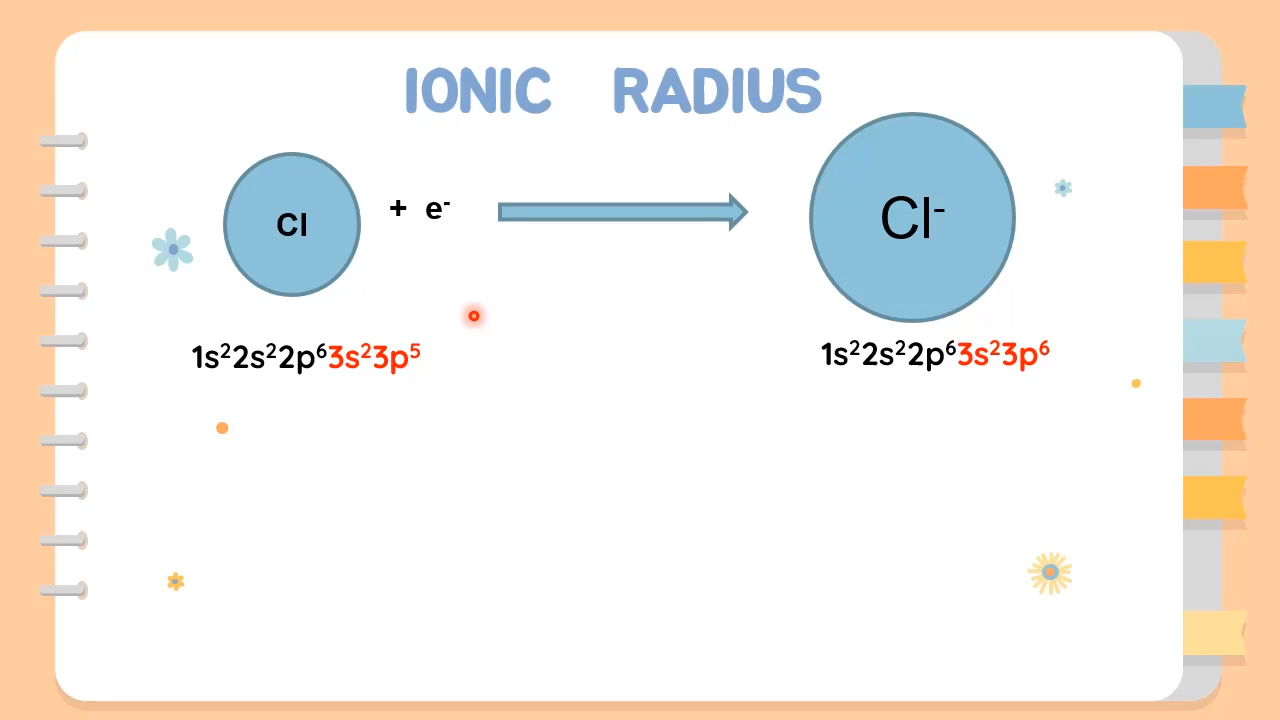 IONIC RADIUS
Cl + e⁻ Cl⁻
1s²2s²2p⁶3s²3p⁵ 1s²2s²2p⁶3s²3p⁶